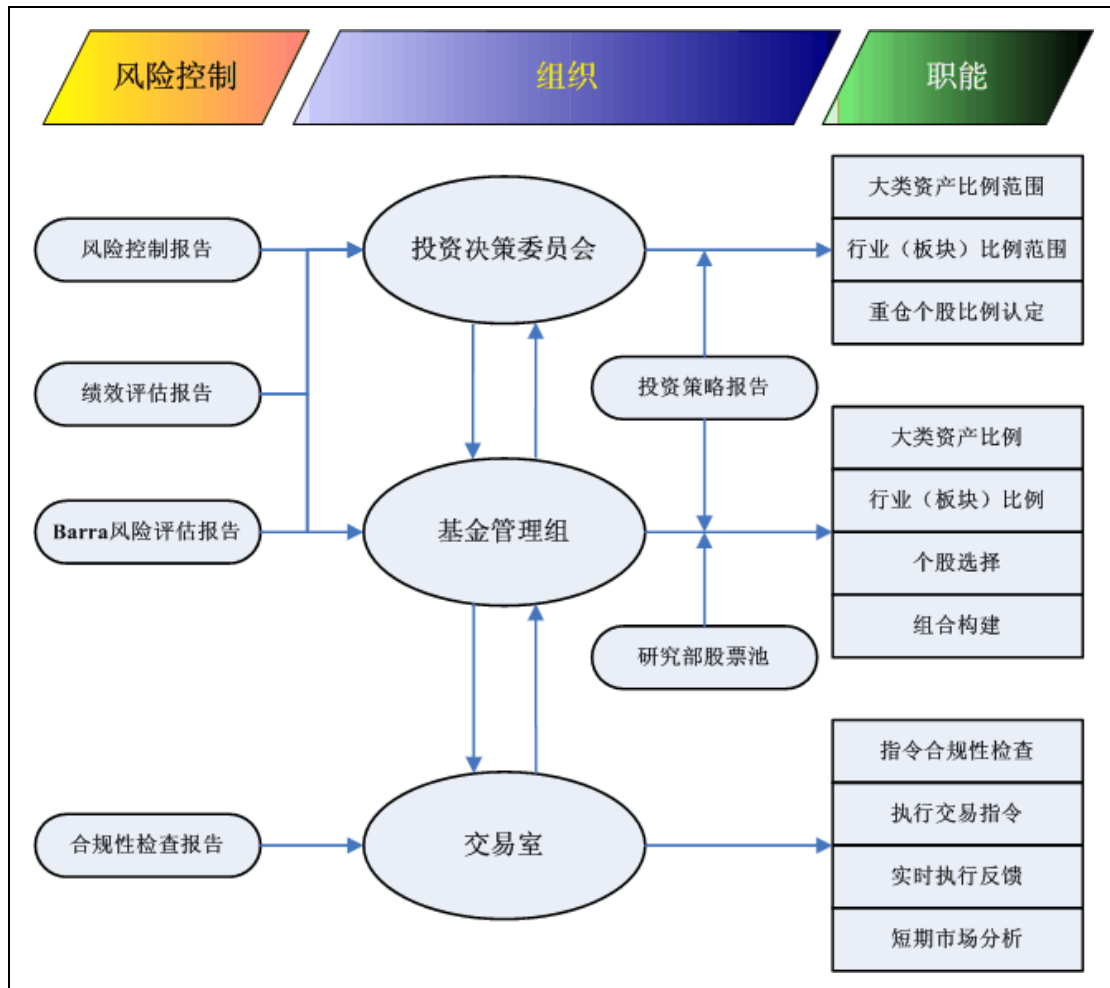 风险控制
组织
职能
风险控制报告
绩效评估报告
Barra风险评估报告
合规性检查报告
投资决策委员会
基金管理组
交易室
投资策略报告
研究部股票池
大类资产比例范围
行业（板块）比例范围
重仓个股比例认定
大类资产比例
行业（板块）比例
个股选择
组合构建
指令合规性检查
执行交易指令
实时执行反馈
短期市场分析